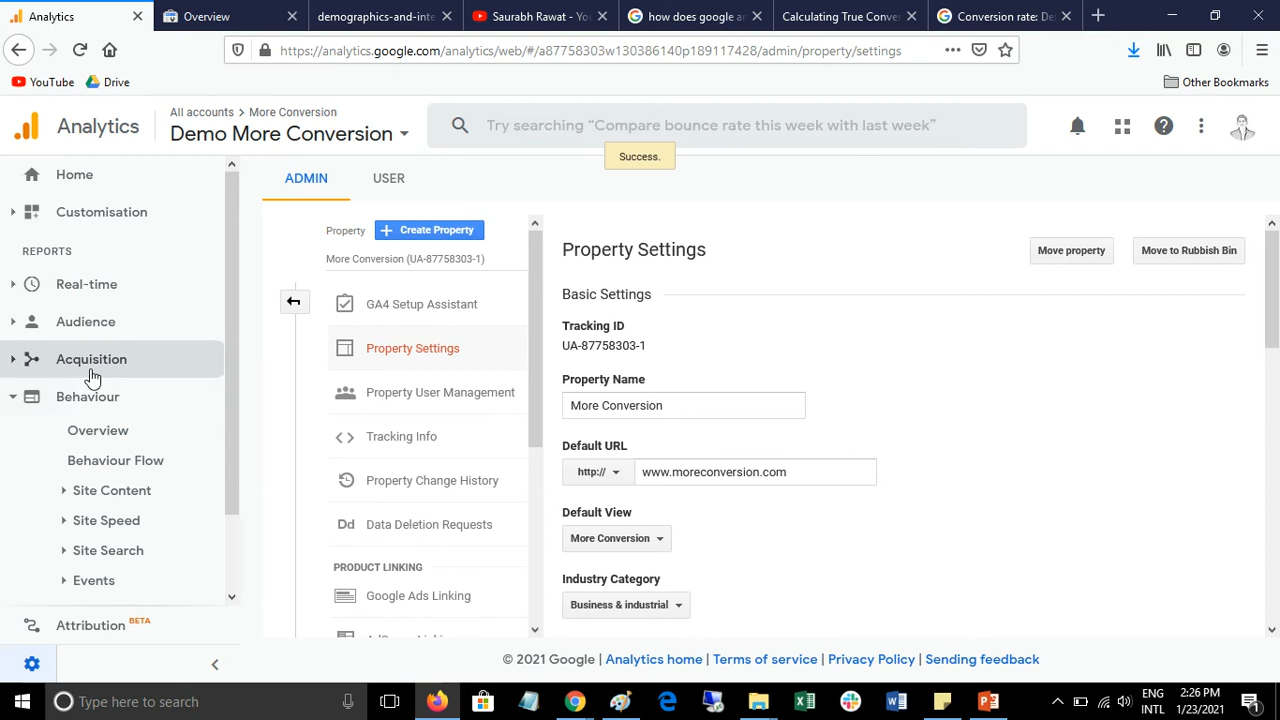 Analytics
Overview
demographics-and-inte
Saurabh Rawat - You
how does google an
Calculating True Conver
Conversion rate: De
https://analytics.google.com/analytics/web/#/a87758303w130386140p189117428/admin/property/settings
YouTube
Drive
Other Bookmarks
Analytics
All accounts > More Conversion
Demo More Conversion
Try searching “Compare bounce rate this week with last week”
Success.
Home
Customisation
REPORTS
Real-time
Audience
Acquisition
Behaviour
Overview
Behaviour Flow
Site Content
Site Speed
Site Search
Events
Attribution BETA
ADMIN
USER
Property
Create Property
More Conversion (UA-87758303-1)
GA4 Setup Assistant
Property Settings
Property User Management
Tracking Info
Property Change History
Dd
Data Deletion Requests
PRODUCT LINKING
Google Ads Linking
Property Settings
Move property
Move to Rubbish Bin
Basic Settings
Tracking ID
UA-87758303-1
Property Name
More Conversion
Default URL
http://
www.moreconversion.com
Default View
More Conversion
Industry Category
Business & industrial
© 2021 Google | Analytics home | Terms of service | Privacy Policy | Sending feedback
Type here to search
ENG
INTL
2:26 PM
1/23/2021
1